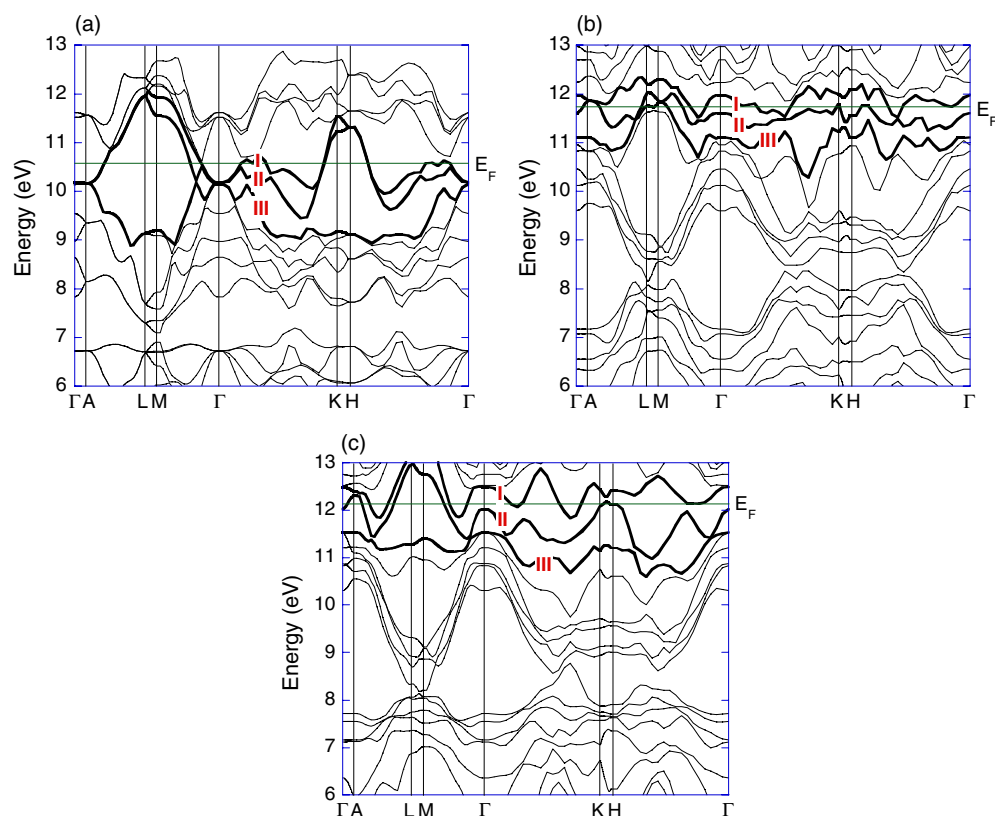 (a)
13
12
11
10
9
8
7
6
Energy (eV)
I
II
III
E_F
Γ A L M Γ K H Γ
(b)
13
12
11
10
9
8
7
6
Energy (eV)
I
II
III
E_F
Γ A L M Γ K H Γ
(c)
13
12
11
10
9
8
7
6
Energy (eV)
I
II
III
E_F
Γ A L M Γ K H Γ